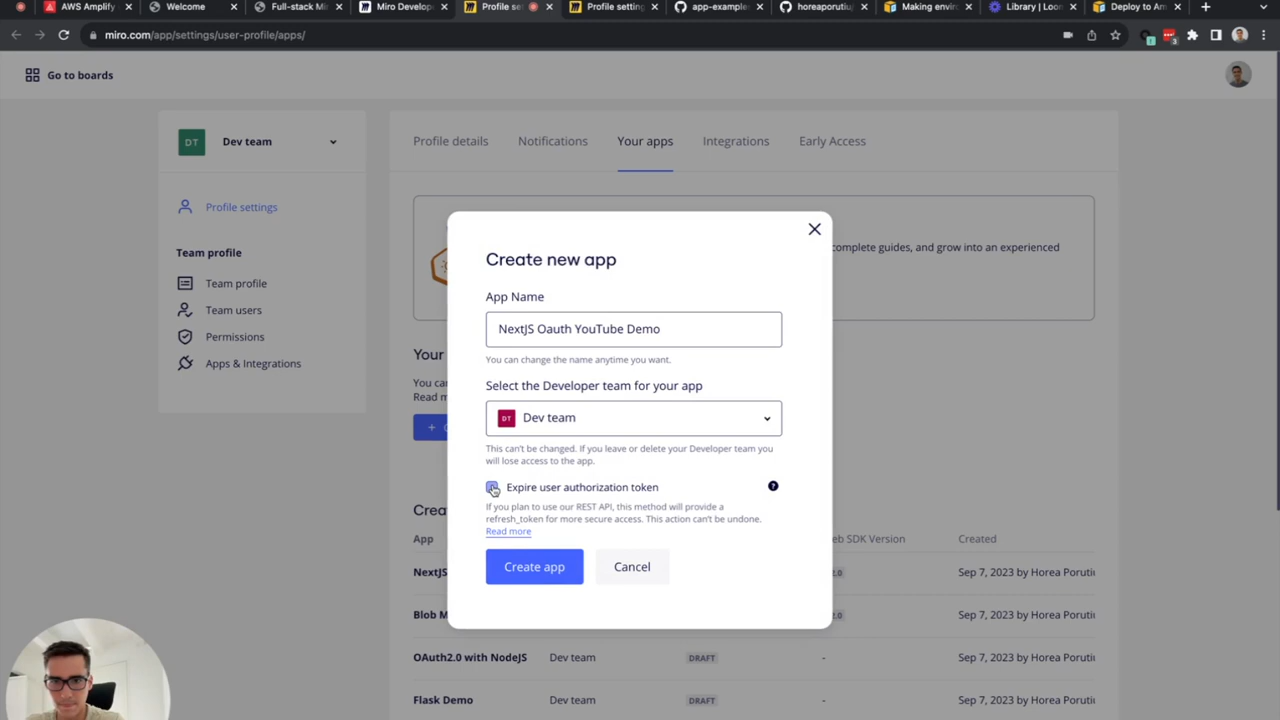 AWS Amplify
Welcome
Full-stack Mir
Miro Develope
Profile se
Profile setting
app-example
horeaporutiu
Making envir
Library | Loon
Deploy to Am
miro.com/app/settings/user-profile/apps/
3
Go to boards
DT Dev team
Profile details
Notifications
Your apps
Integrations
Early Access
Profile settings
Team profile
Team profile
Team users
Permissions
Apps & Integrations
complete guides, and grow into an experienced
Create new app
App Name
NextJS Oauth YouTube Demo
You can change the name anytime you want.
Select the Developer team for your app
DT Dev team
This can't be changed. If you leave or delete your Developer team you
will lose access to the app.
Expire user authorization token ?
If you plan to use our REST API, this method will provide a
refresh_token for more secure access. This action can't be undone.
Read more
Create app
Cancel
Your
You can
Read m
+
Creat
App
eb SDK Version
Created
NextJS
Sep 7, 2023 by Horea Porutiu
Blob M
Sep 7, 2023 by Horea Porutiu
OAuth2.0 with NodeJS
Dev team
DRAFT
-
Sep 7, 2023 by Horea Porutiu
Flask Demo
Dev team
DRAFT
-
Sep 7, 2023 by Horea Porutiu